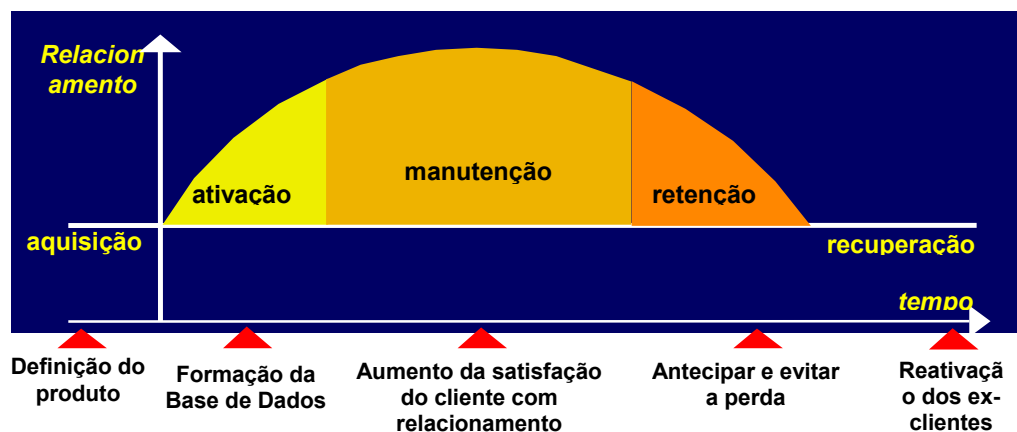 Relacion
amento
ativação
manutenção
retenção
aquisição
recuperação
tempo
Definição do
produto
Formação da
Base de Dados
Aumento da satisfação
do cliente com
relacionamento
Antecipar e evitar
a perda
Reativaçã
o dos ex-
clientes